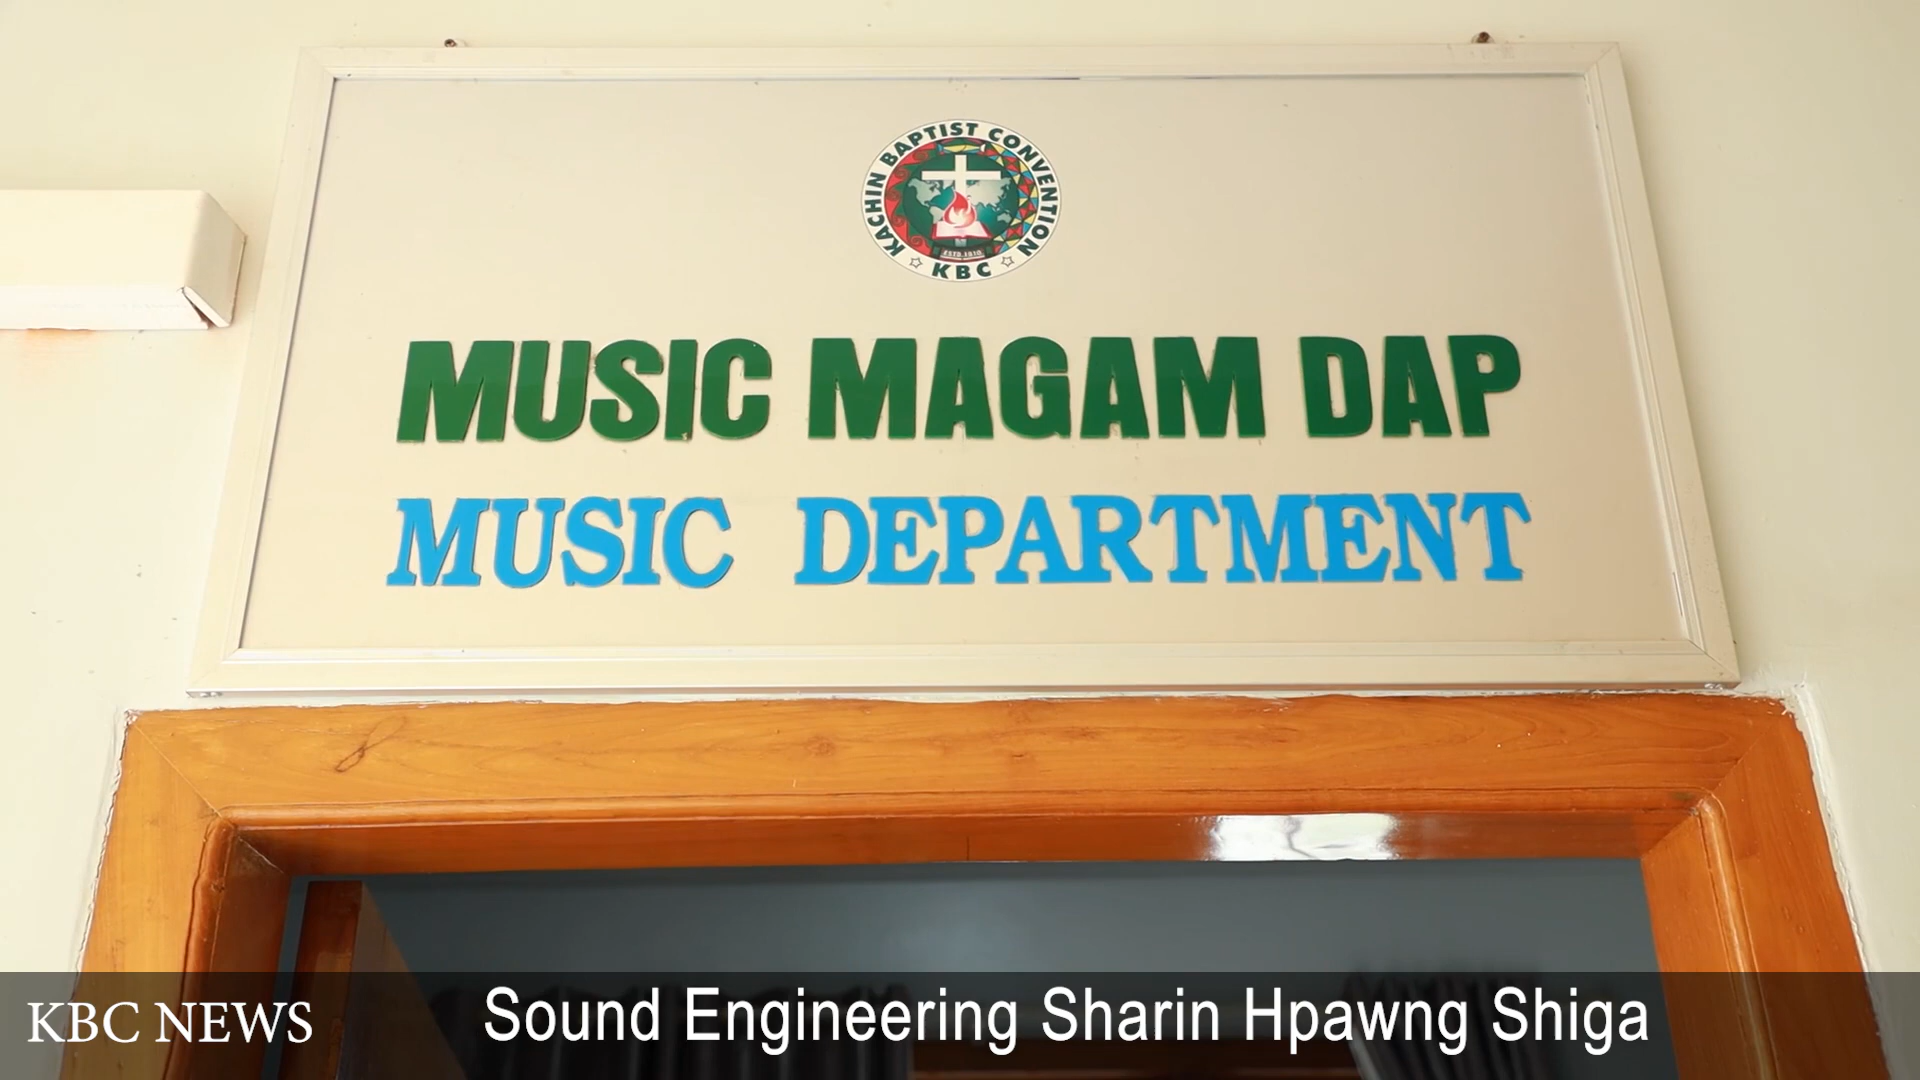 KACHIN BAPTIST CONVENTION
ESTD. 1910
KBC
MUSIC MAGAM DAP
MUSIC DEPARTMENT
KBC NEWS
Sound Engineering Sharin Hpawng Shiga